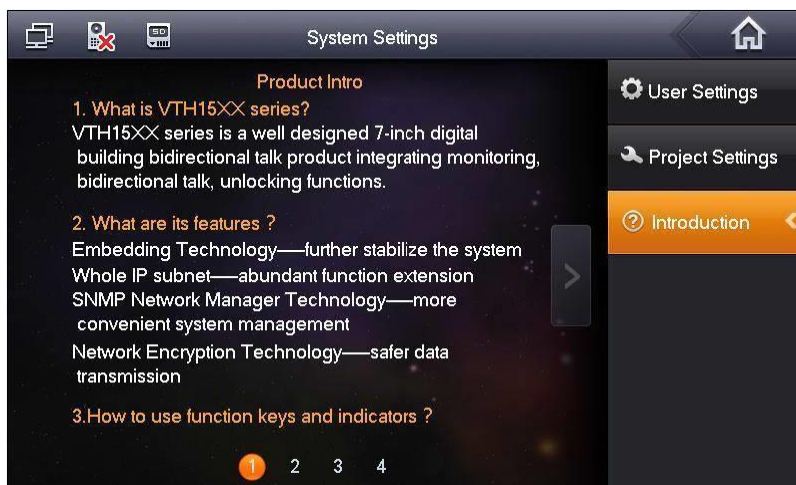 SD
System Settings
Product Intro
1. What is VTH15XX series?
VTH15XX series is a well designed 7-inch digital
building bidirectional talk product integrating monitoring,
bidirectional talk, unlocking functions.
2. What are its features ?
Embedding Technology——further stabilize the system
Whole IP subnet——abundant function extension
SNMP Network Manager Technology——more
convenient system management
Network Encryption Technology——safer data
transmission
3.How to use function keys and indicators ?
1 2 3 4
User Settings
Project Settings
Introduction